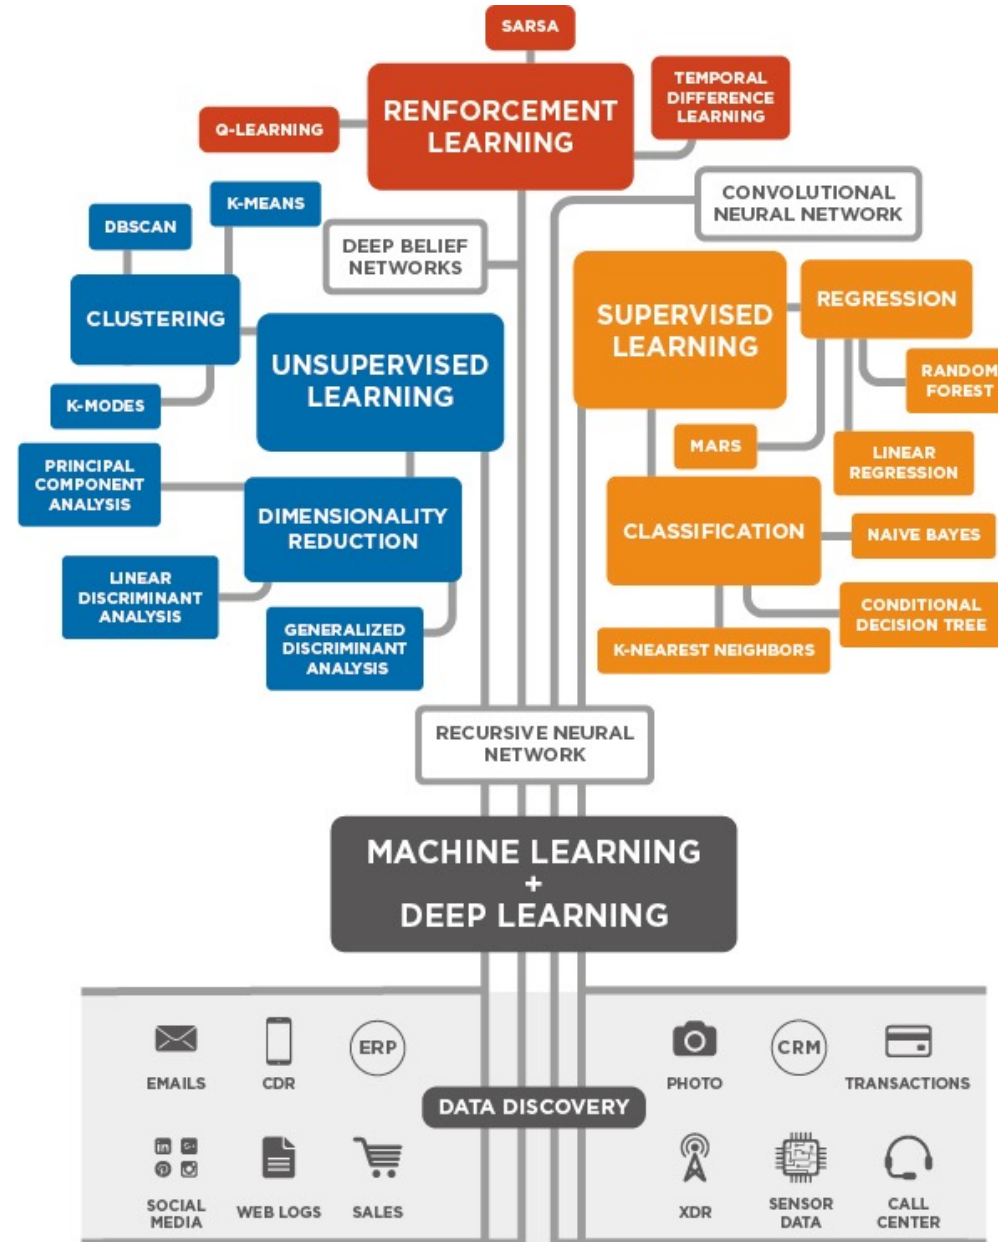 SARSA
RENFORCEMENT
LEARNING
TEMPORAL
DIFFERENCE
LEARNING
Q-LEARNING
CONVOLUTIONAL
NEURAL NETWORK
K-MEANS
DBSCAN
DEEP BELIEF
NETWORKS
CLUSTERING
SUPERVISED
LEARNING
REGRESSION
UNSUPERVISED
LEARNING
RANDOM
FOREST
K-MODES
MARS
LINEAR
REGRESSION
PRINCIPAL
COMPONENT
ANALYSIS
DIMENSIONALITY
REDUCTION
CLASSIFICATION
NAIVE BAYES
LINEAR
DISCRIMINANT
ANALYSIS
CONDITIONAL
DECISION TREE
GENERALIZED
DISCRIMINANT
ANALYSIS
K-NEAREST NEIGHBORS
RECURSIVE NEURAL
NETWORK
MACHINE LEARNING
+
DEEP LEARNING
ERP
CRM
EMAILS
CDR
PHOTO
TRANSACTIONS
DATA DISCOVERY
in
G+
SOCIAL
MEDIA
WEB LOGS
SALES
XDR
SENSOR
DATA
CALL
CENTER